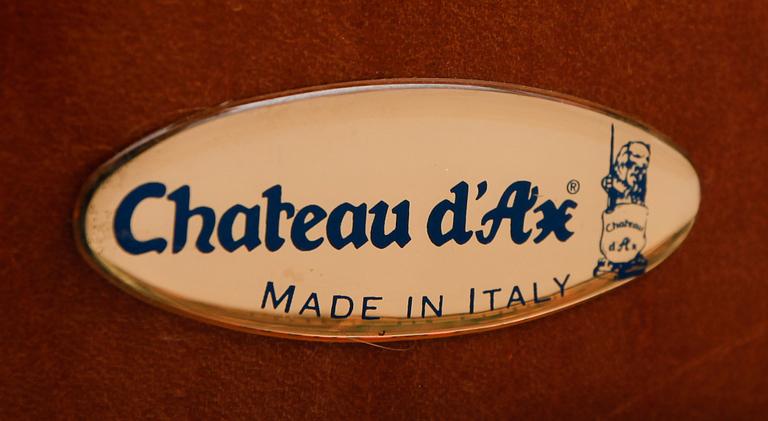 Chateau d'Ax®
MADE IN ITALY
Chateau
d'Ax